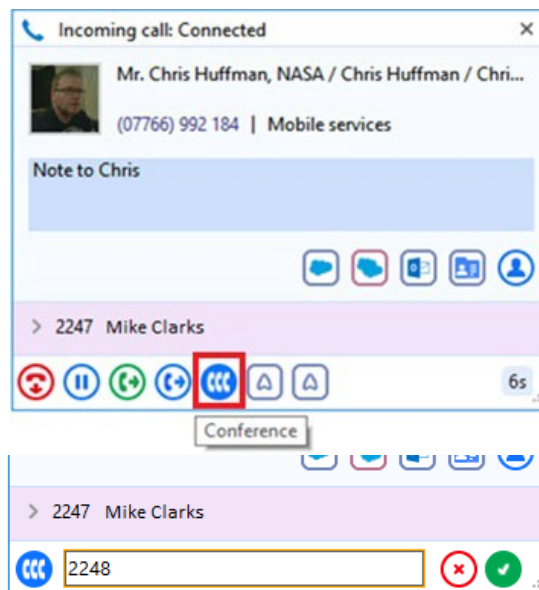 Incoming call: Connected
Mr. Chris Huffman, NASA / Chris Huffman / Chri...
(07766) 992 184 | Mobile services
Note to Chris
2247 Mike Clarks
6s
Conference
2247 Mike Clarks
2248